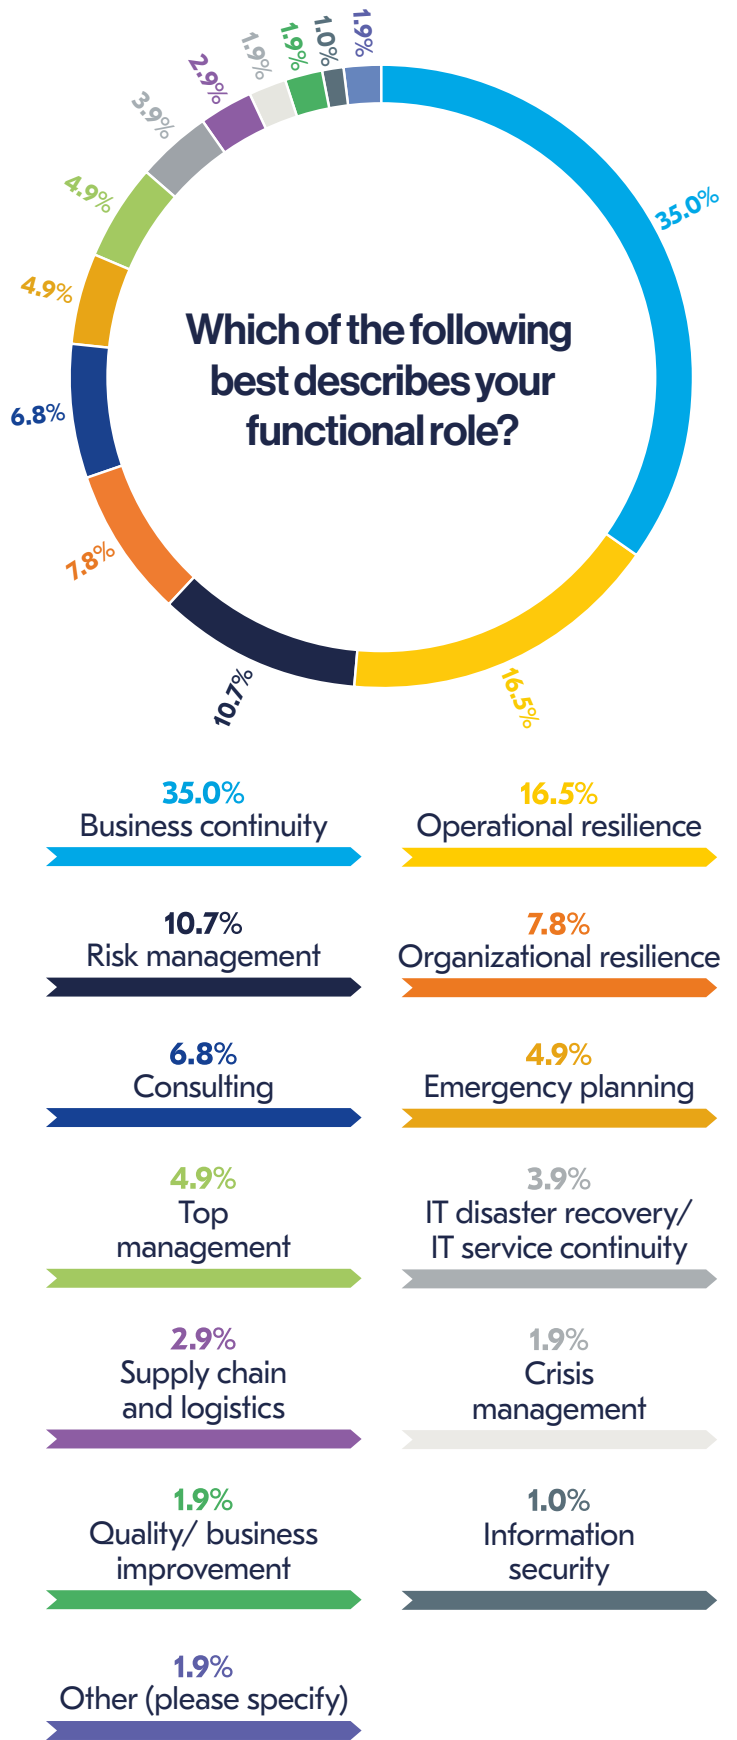 1.9%
1.0%
1.9%
1.9%
2.9%
3.9%
4.9%
4.9%
6.8%
7.8%
10.7%
16.5%
35.0%
Which of the following
best describes your
functional role?
35.0%
Business continuity
16.5%
Operational resilience
10.7%
Risk management
7.8%
Organizational resilience
6.8%
Consulting
4.9%
Emergency planning
4.9%
Top
management
3.9%
IT disaster recovery/
IT service continuity
2.9%
Supply chain
and logistics
1.9%
Crisis
management
1.9%
Quality/ business
improvement
1.0%
Information
security
1.9%
Other (please specify)